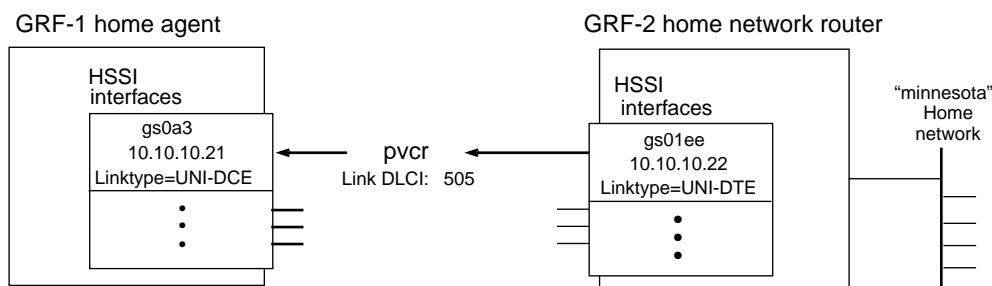 GRF-1 home agent
GRF-2 home network router
HSSI
interfaces
gs0a3
10.10.10.21
Linktype=UNI-DCE
pvcr
Link DLCI: 505
HSSI
interfaces
gs01ee
10.10.10.22
Linktype=UNI-DTE
“minnesota”
Home
network